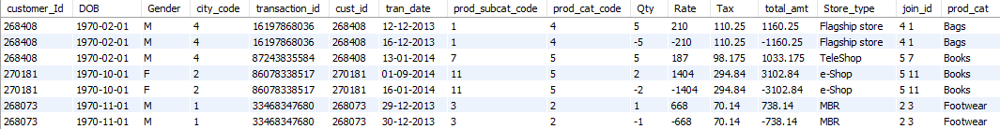 customer_Id DOB Gender city_code transaction_id cust_id tran_date prod_subcat_code prod_cat_code Qty Rate Tax total_amt Store_type join_id prod_cat
268408 1970-02-01 M 4 16197868036 268408 12-12-2013 1 4 5 210 110.25 1160.25 Flagship store 4 1 Bags
268408 1970-02-01 M 4 16197868036 268408 16-12-2013 1 4 -5 -210 110.25 -1160.25 Flagship store 4 1 Bags
268408 1970-02-01 M 4 87243835584 268408 13-01-2014 7 5 5 187 98.175 1033.175 TeleShop 5 7 Books
270181 1970-10-01 F 2 86078338517 270181 01-09-2014 11 5 2 1404 294.84 3102.84 e-Shop 5 11 Books
270181 1970-10-01 F 2 86078338517 270181 16-01-2014 11 5 -2 -1404 294.84 -3102.84 e-Shop 5 11 Books
268073 1970-11-01 M 1 33468347680 268073 29-12-2013 3 2 1 668 70.14 738.14 MBR 2 3 Footwear
268073 1970-11-01 M 1 33468347680 268073 30-12-2013 3 2 -1 -668 70.14 -738.14 MBR 2 3 Footwear